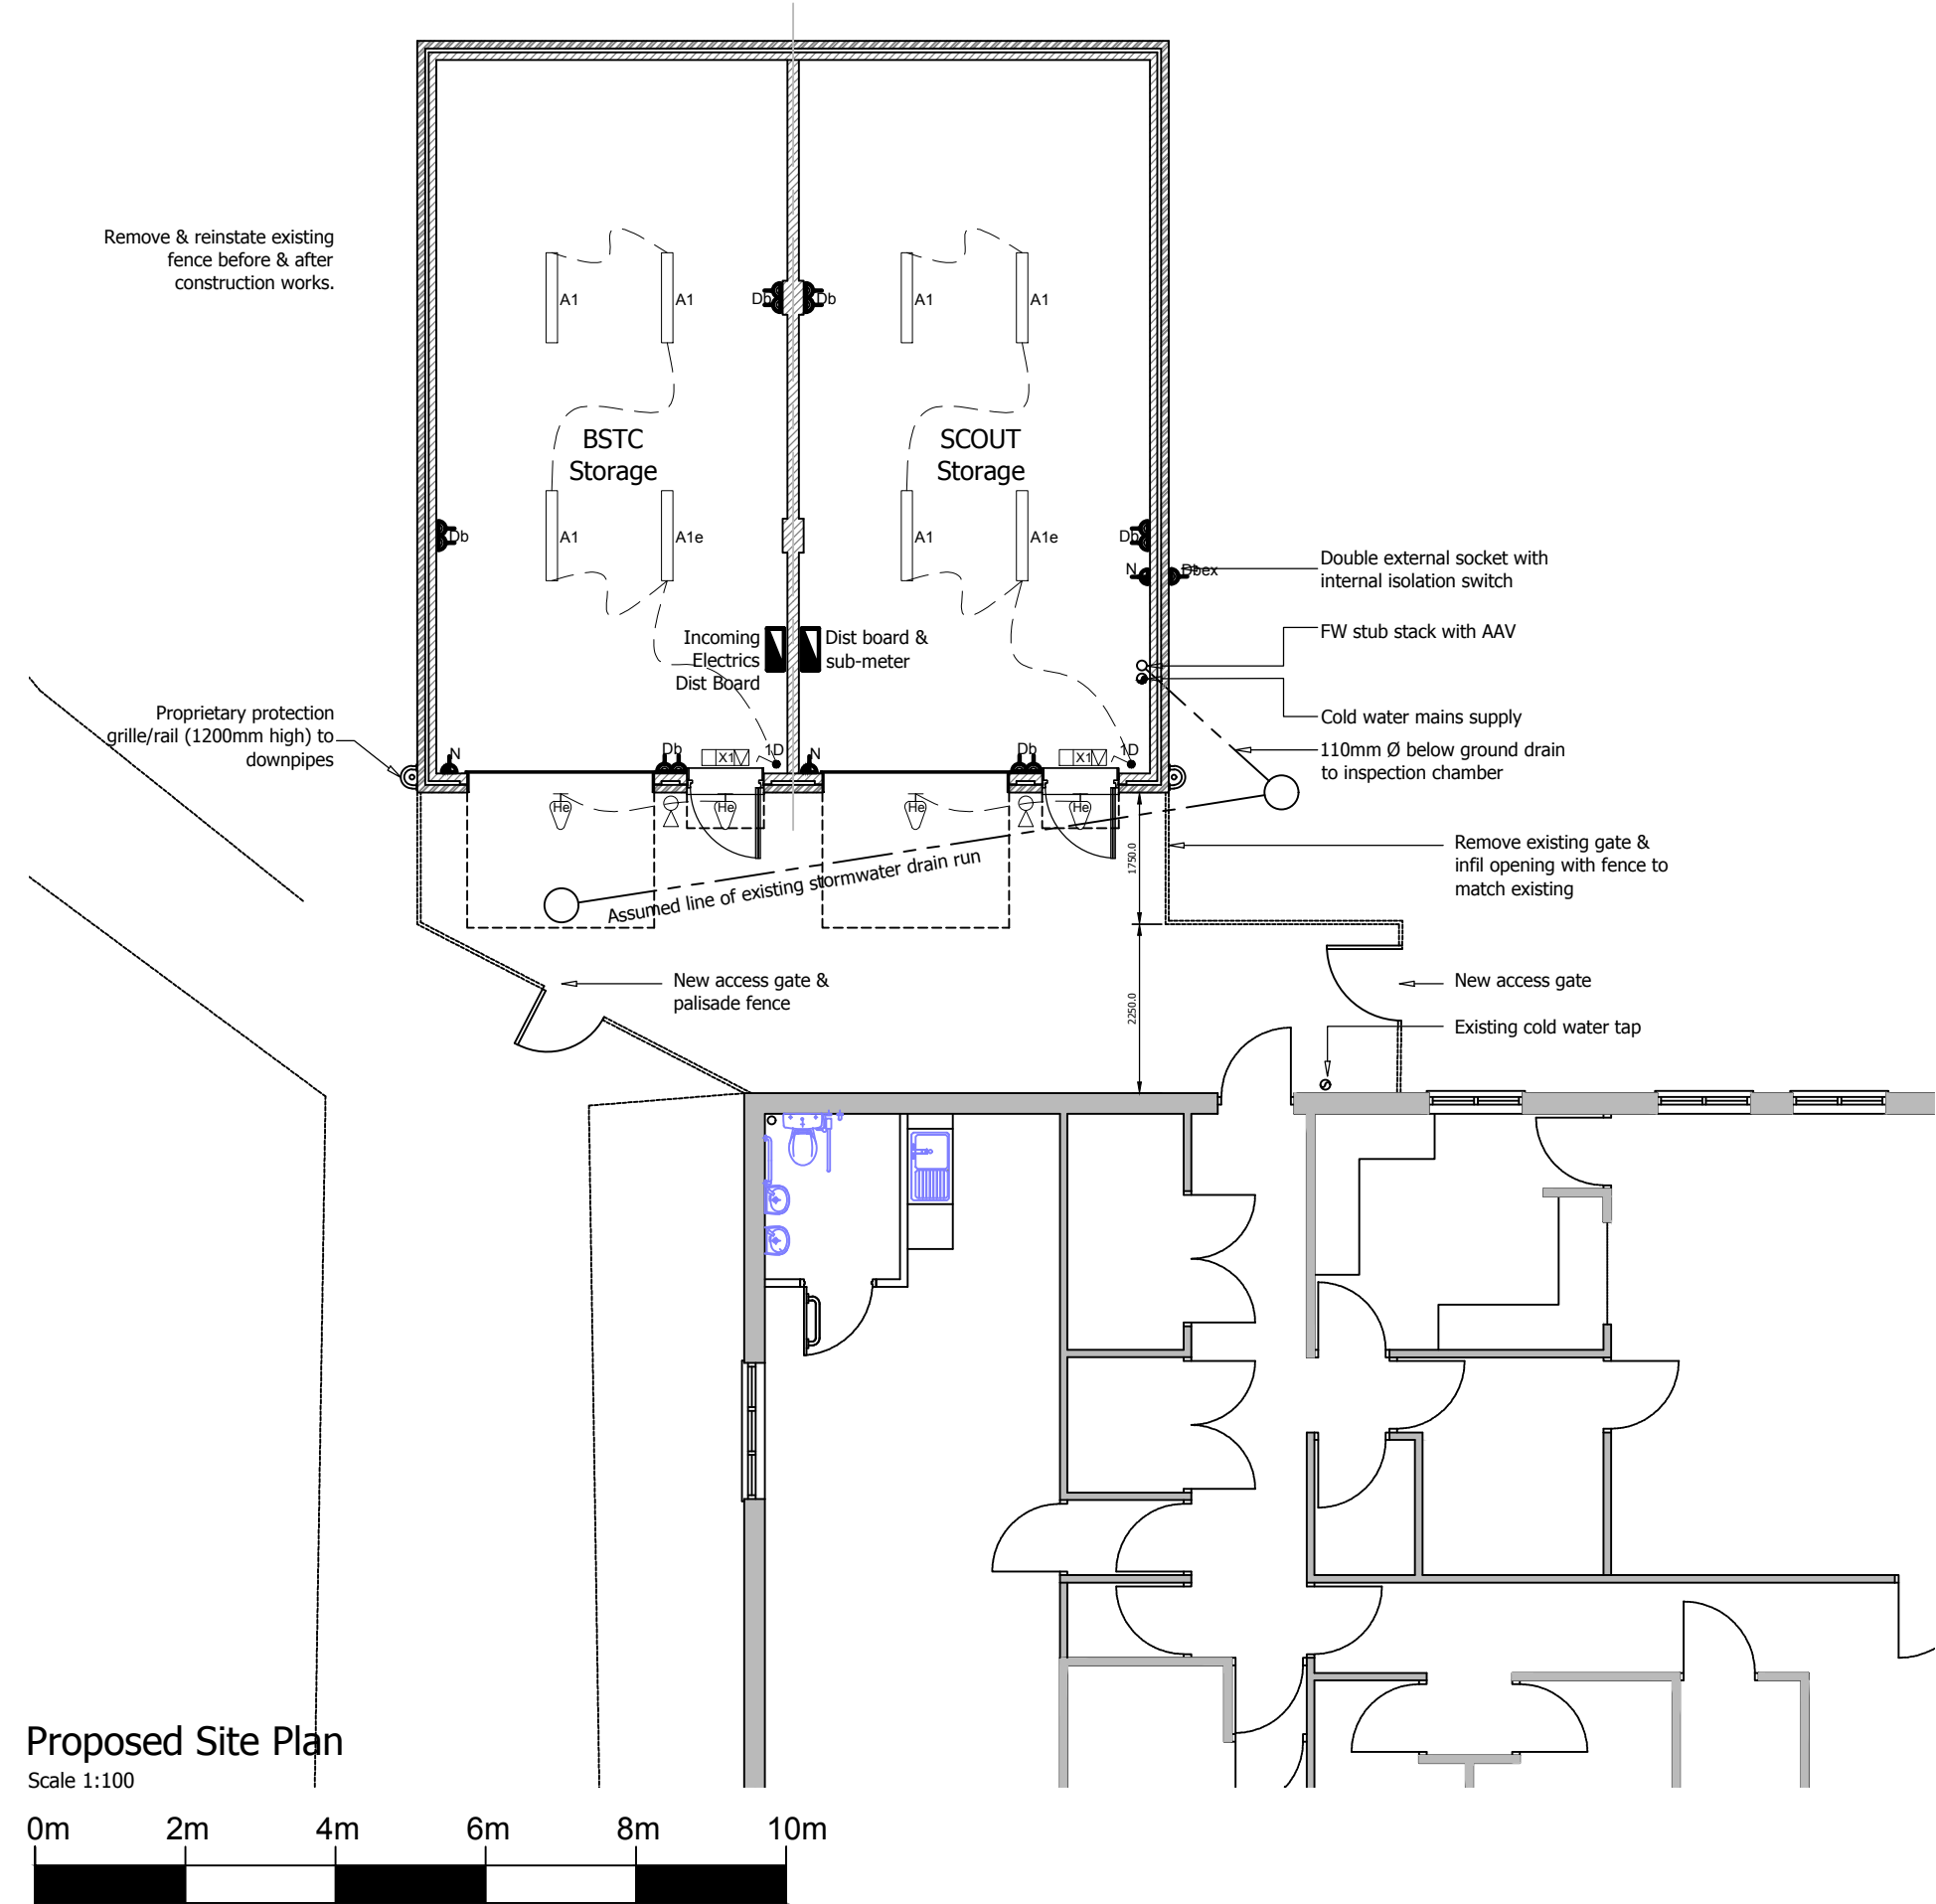 Remove & reinstate existing
fence before & after
construction works.
A1
A1
Db
Db
A1
A1
BSTC
Storage
SCOUT
Storage
Db
A1
A1e
A1
A1e
Db
N
Dbex
Double external socket with
internal isolation switch
Incoming
Electrics
Dist Board
Dist board &
sub-meter
FW stub stack with AAV
Cold water mains supply
110mm Ø below ground drain
to inspection chamber
Proprietary protection
grille/rail (1200mm high) to
downpipes
N
Db
X1
1D
N
Db
X1
1D
He
He
He
He
Assumed line of existing stormwater drain run
1750.0
Remove existing gate &
infil opening with fence to
match existing
New access gate &
palisade fence
2250.0
New access gate
Existing cold water tap
Proposed Site Plan
Scale 1:100
0m 2m 4m 6m 8m 10m